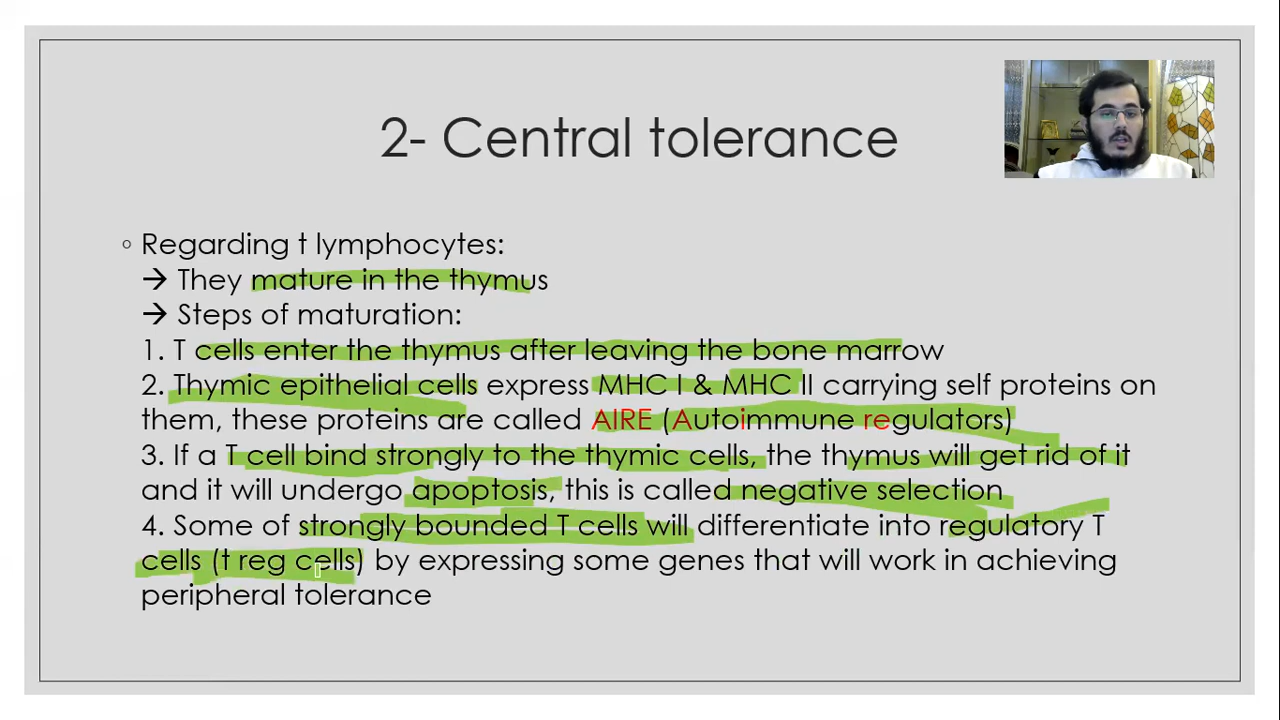 2- Central tolerance
◦ Regarding t lymphocytes:
→ They mature in the thymus
→ Steps of maturation:
1. T cells enter the thymus after leaving the bone marrow
2. Thymic epithelial cells express MHC I & MHC II carrying self proteins on
them, these proteins are called AIRE (Autoimmune regulators)
3. If a T cell bind strongly to the thymic cells, the thymus will get rid of it
and it will undergo apoptosis, this is called negative selection
4. Some of strongly bounded T cells will differentiate into regulatory T
cells (t reg cells) by expressing some genes that will work in achieving
peripheral tolerance